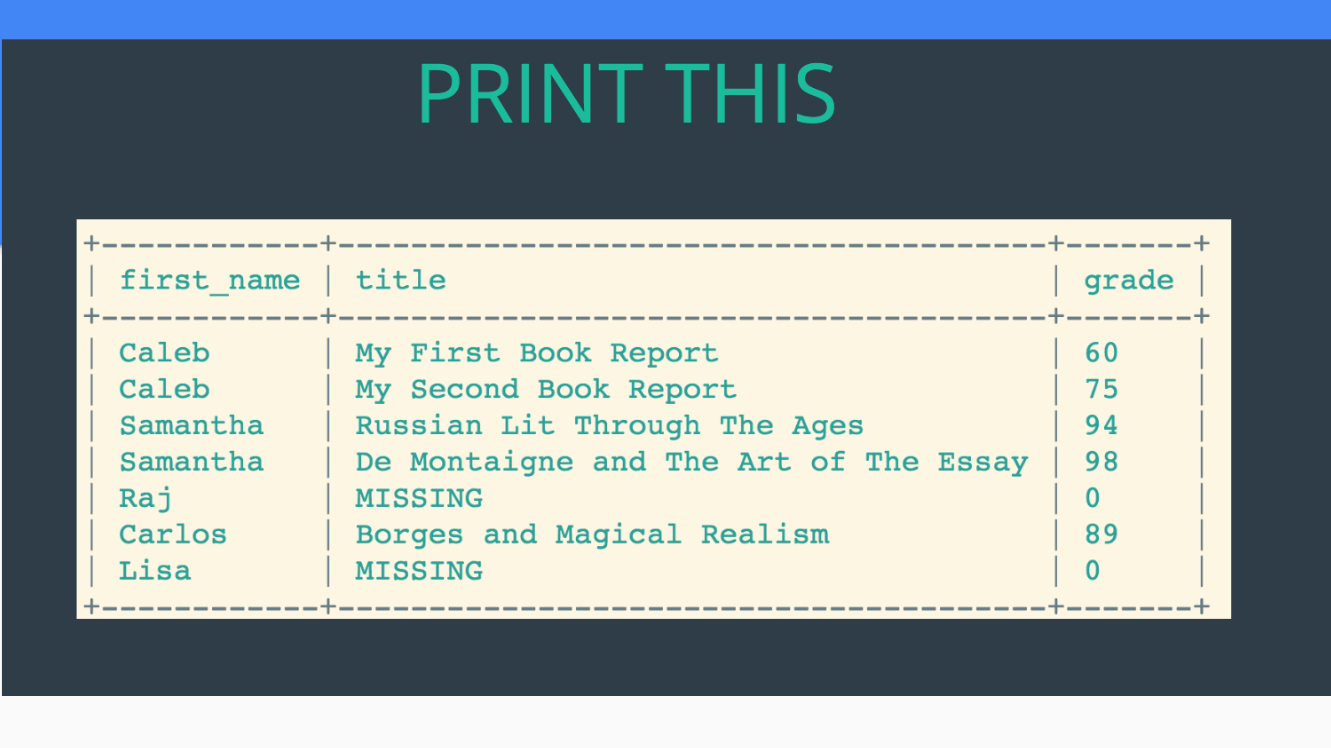 PRINT THIS
+------------+---------------------------------------+-------+
| first_name | title                                 | grade |
+------------+---------------------------------------+-------+
| Caleb      | My First Book Report                  | 60    |
| Caleb      | My Second Book Report                 | 75    |
| Samantha   | Russian Lit Through The Ages          | 94    |
| Samantha   | De Montaigne and The Art of The Essay | 98    |
| Raj        | MISSING                               | 0     |
| Carlos     | Borges and Magical Realism            | 89    |
| Lisa       | MISSING                               | 0     |
+------------+---------------------------------------+-------+